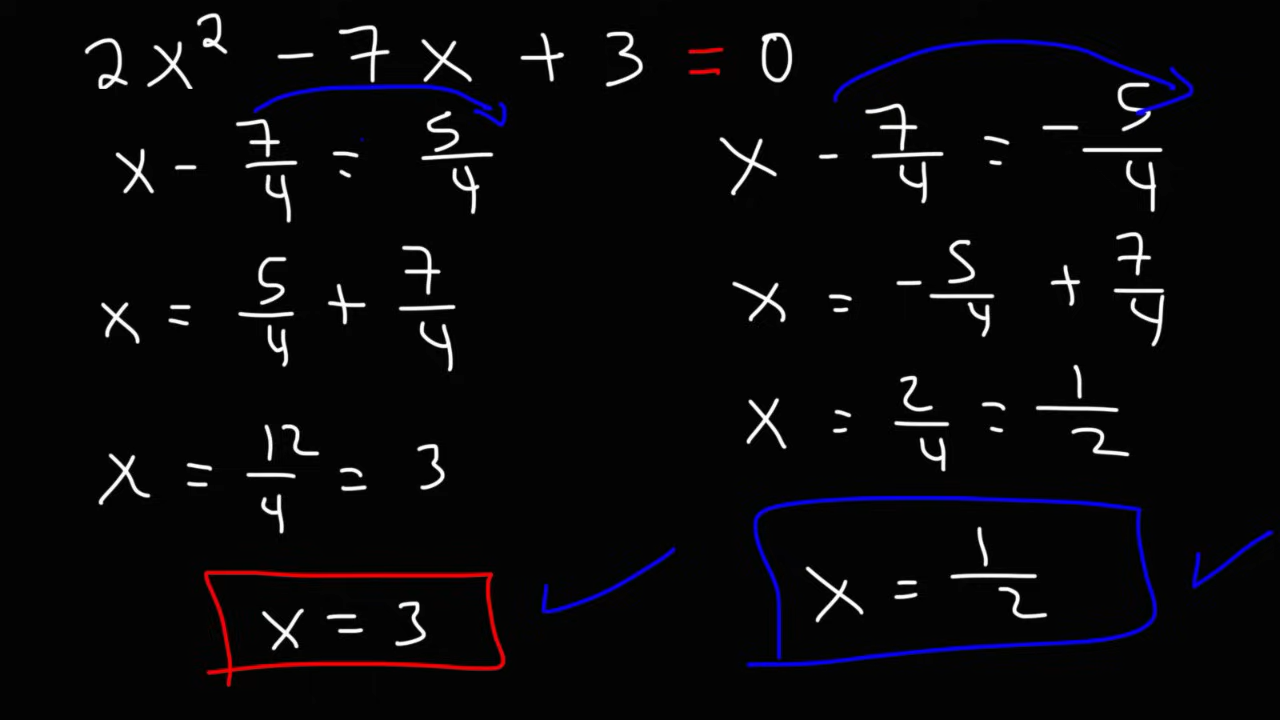 2x² - 7x + 3 = 0
x - 7/4 = 5/4
x = 5/4 + 7/4
x = 12/4 = 3
x = 3
x - 7/4 = - 5/4
x = - 5/4 + 7/4
x = 2/4 = 1/2
x = 1/2